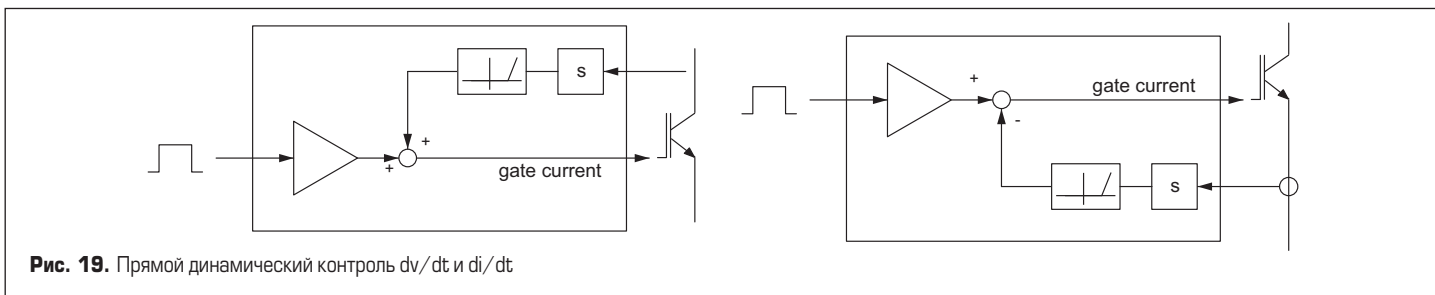 s
+
+
gate current
+
gate current
-
s
Рис. 19. Прямой динамический контроль dv/dt и di/dt